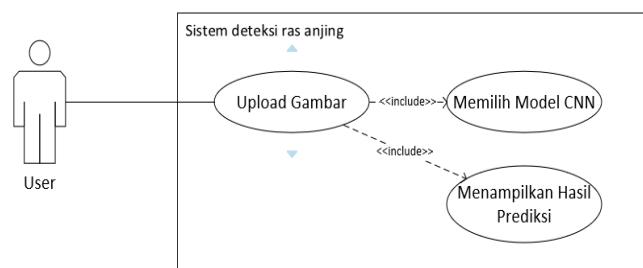 Sistem deteksi ras anjing
Upload Gambar
<<include>>
Memilih Model CNN
<<include>>
Menampilkan Hasil
Prediksi
User